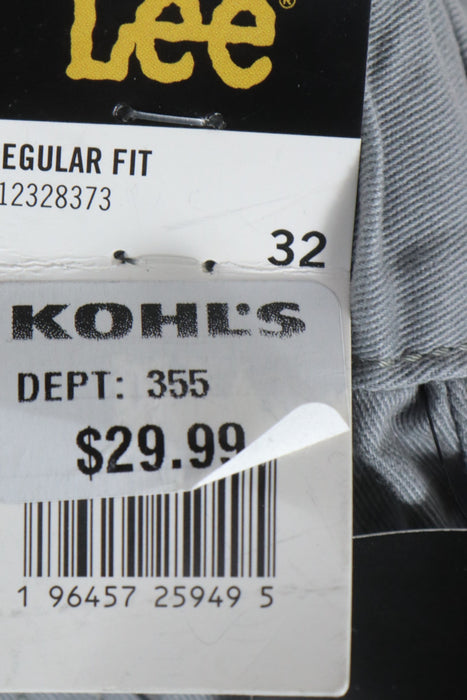 Lee®
EGULAR FIT
12328373
32
KOHL'S
DEPT: 355
$29.99
1 96457 25949 5